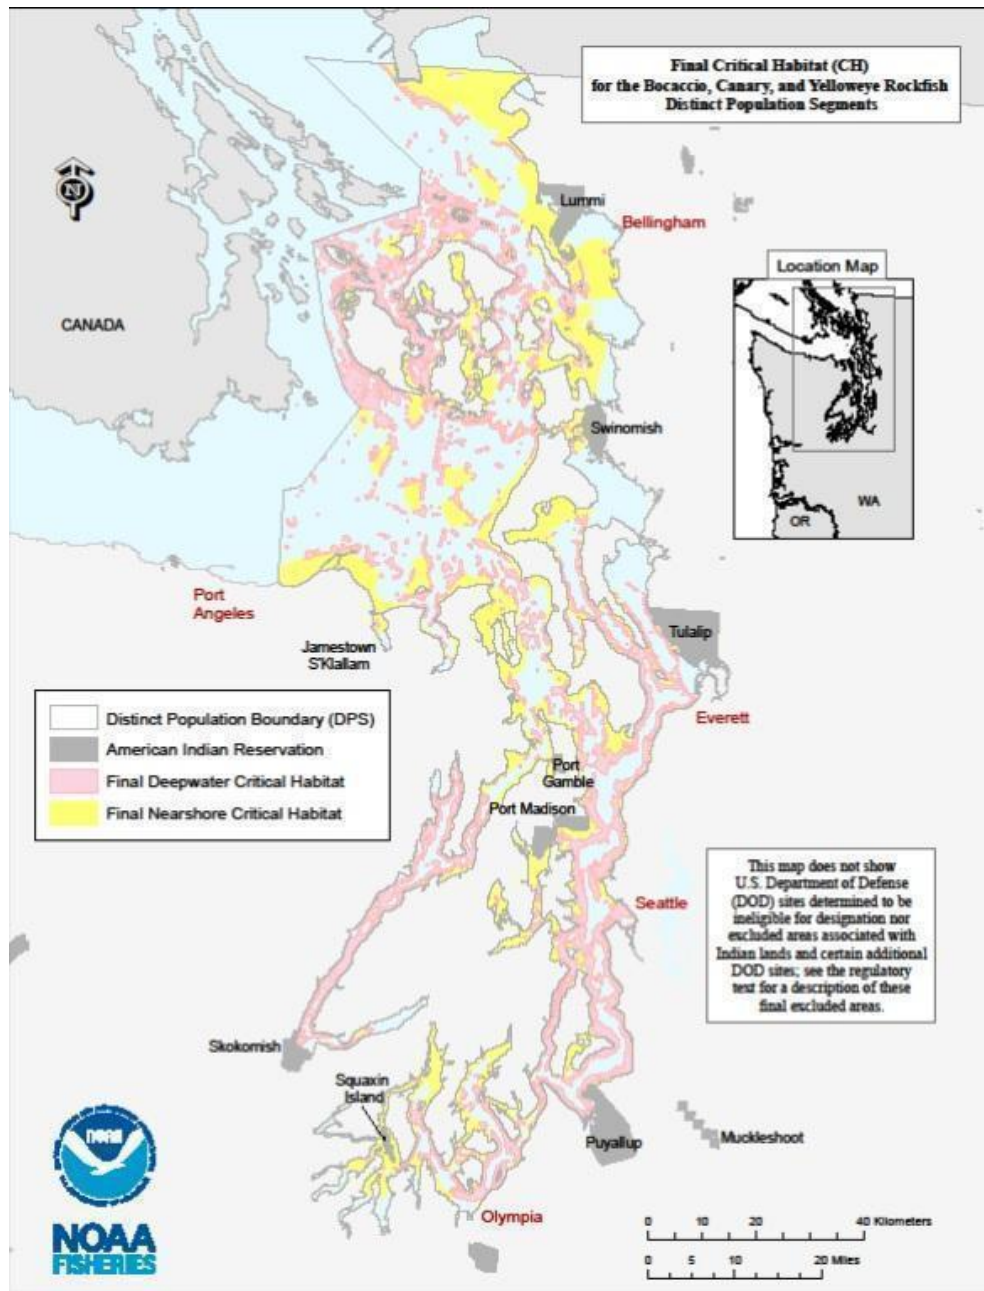 Final Critical Habitat (CH)
for the Bocaccio, Canary, and Yelloweye Rockfish
Distinct Population Segments
N
Lummi
Bellingham
Location Map
CANADA
Swinomish
WA
OR
Port
Angeles
Tulalip
Jamestown
S'Klallam
Everett
Distinct Population Boundary (DPS)
American Indian Reservation
Final Deepwater Critical Habitat
Final Nearshore Critical Habitat
Port
Gamble
Port Madison
Seattle
This map does not show
U.S. Department of Defense
(DOD) sites determined to be
ineligible for designation nor
excluded areas associated with
Indian lands and certain additional
DOD sites; see the regulatory
text for a description of these
final excluded areas.
Skokomish
Squaxin
Island
Puyallup
Muckleshoot
Olympia
NOAA
NOAA
FISHERIES
0 10 20 40 Kilometers
0 5 10 20 Miles